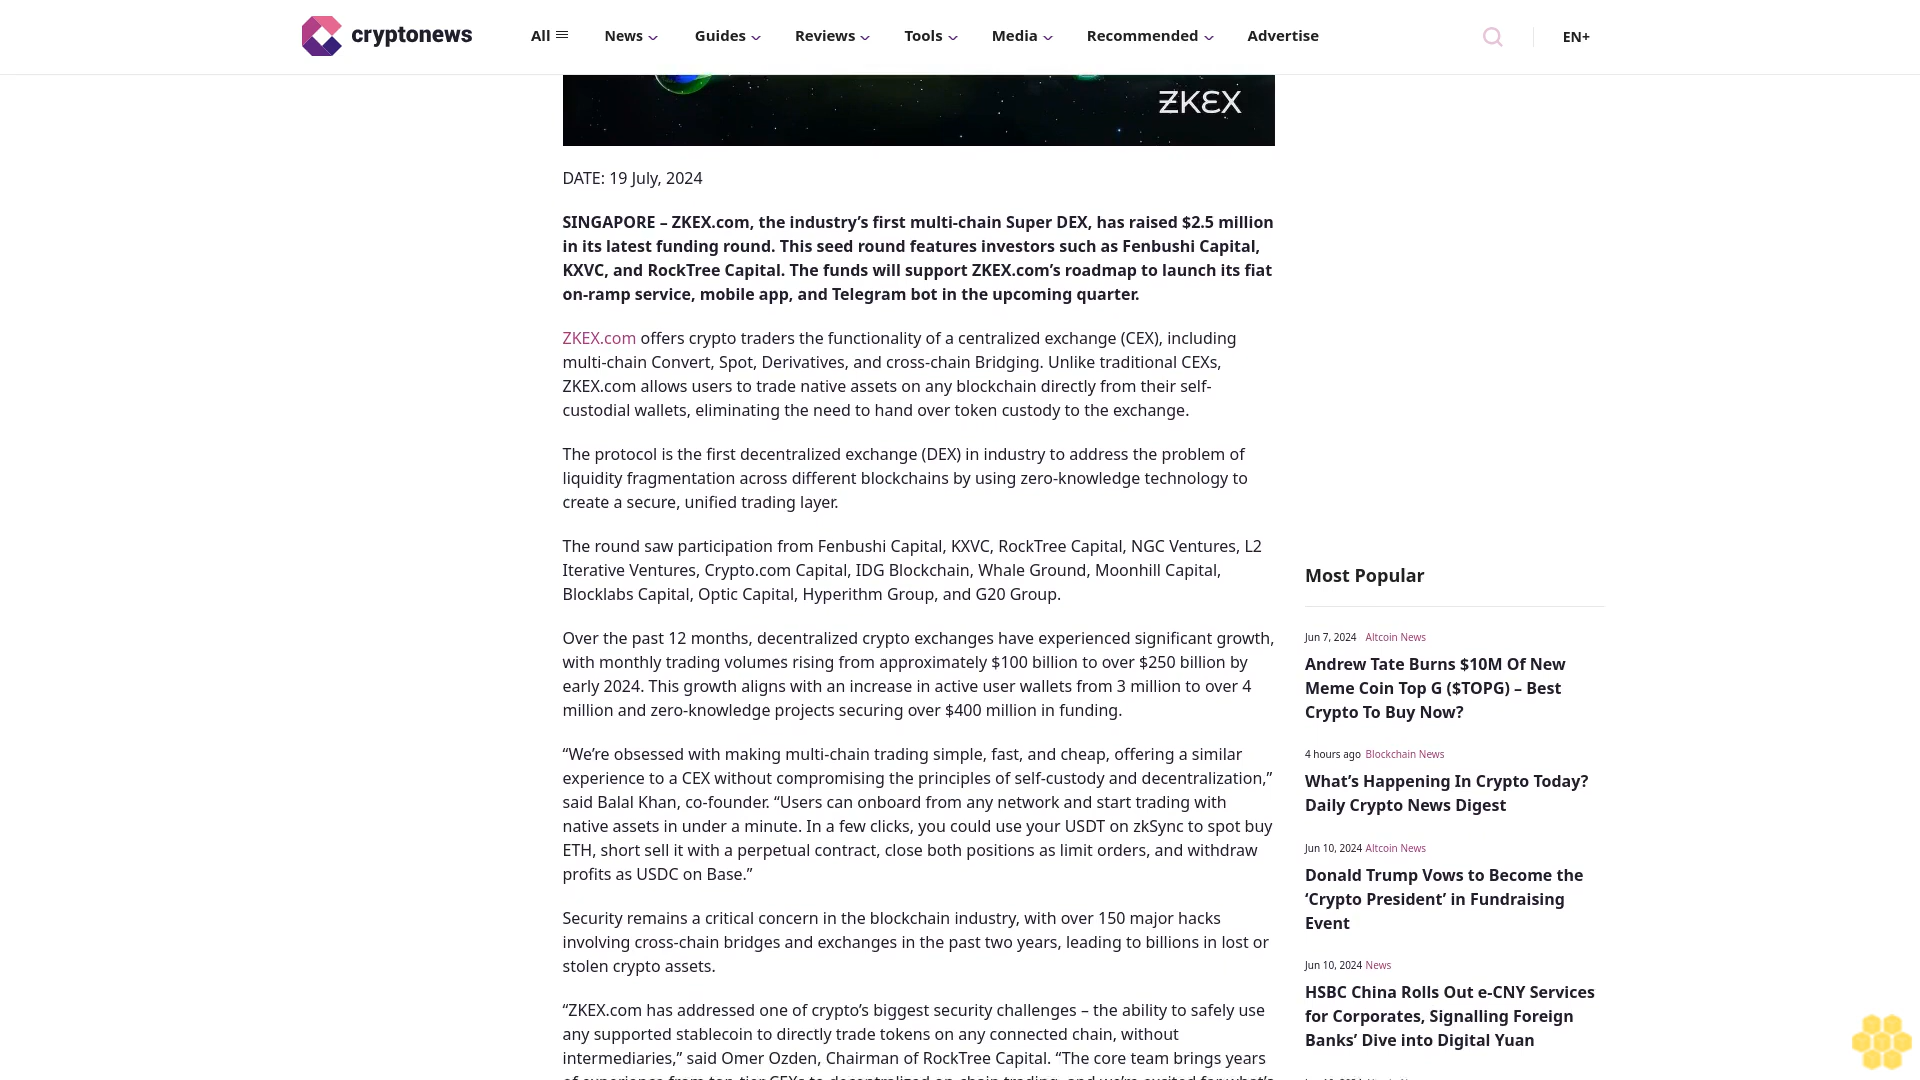 cryptonews
All
News
Guides
Reviews
Tools
Media
Recommended
Advertise
EN+
ZKEX
DATE: 19 July, 2024
SINGAPORE – ZKEX.com, the industry’s first multi-chain Super DEX, has raised $2.5 million
in its latest funding round. This seed round features investors such as Fenbushi Capital,
KXVC, and RockTree Capital. The funds will support ZKEX.com’s roadmap to launch its fiat
on-ramp service, mobile app, and Telegram bot in the upcoming quarter.
ZKEX.com offers crypto traders the functionality of a centralized exchange (CEX), including
multi-chain Convert, Spot, Derivatives, and cross-chain Bridging. Unlike traditional CEXs,
ZKEX.com allows users to trade native assets on any blockchain directly from their self-
custodial wallets, eliminating the need to hand over token custody to the exchange.
The protocol is the first decentralized exchange (DEX) in industry to address the problem of
liquidity fragmentation across different blockchains by using zero-knowledge technology to
create a secure, unified trading layer.
The round saw participation from Fenbushi Capital, KXVC, RockTree Capital, NGC Ventures, L2
Iterative Ventures, Crypto.com Capital, IDG Blockchain, Whale Ground, Moonhill Capital,
Blocklabs Capital, Optic Capital, Hyperithm Group, and G20 Group.
Over the past 12 months, decentralized crypto exchanges have experienced significant growth,
with monthly trading volumes rising from approximately $100 billion to over $250 billion by
early 2024. This growth aligns with an increase in active user wallets from 3 million to over 4
million and zero-knowledge projects securing over $400 million in funding.
“We’re obsessed with making multi-chain trading simple, fast, and cheap, offering a similar
experience to a CEX without compromising the principles of self-custody and decentralization,”
said Balal Khan, co-founder. “Users can onboard from any network and start trading with
native assets in under a minute. In a few clicks, you could use your USDT on zkSync to spot buy
ETH, short sell it with a perpetual contract, close both positions as limit orders, and withdraw
profits as USDC on Base.”
Security remains a critical concern in the blockchain industry, with over 150 major hacks
involving cross-chain bridges and exchanges in the past two years, leading to billions in lost or
stolen crypto assets.
“ZKEX.com has addressed one of crypto’s biggest security challenges – the ability to safely use
any supported stablecoin to directly trade tokens on any connected chain, without
intermediaries,” said Omer Ozden, Chairman of RockTree Capital. “The core team brings years
of experience from top-tier CEXs to decentralized on-chain trading, and we’re excited for what’s
Most Popular
Jun 7, 2024 Altcoin News
Andrew Tate Burns $10M Of New
Meme Coin Top G ($TOPG) – Best
Crypto To Buy Now?
4 hours ago Blockchain News
What’s Happening In Crypto Today?
Daily Crypto News Digest
Jun 10, 2024 Altcoin News
Donald Trump Vows to Become the
‘Crypto President’ in Fundraising
Event
Jun 10, 2024 News
HSBC China Rolls Out e-CNY Services
for Corporates, Signalling Foreign
Banks’ Dive into Digital Yuan